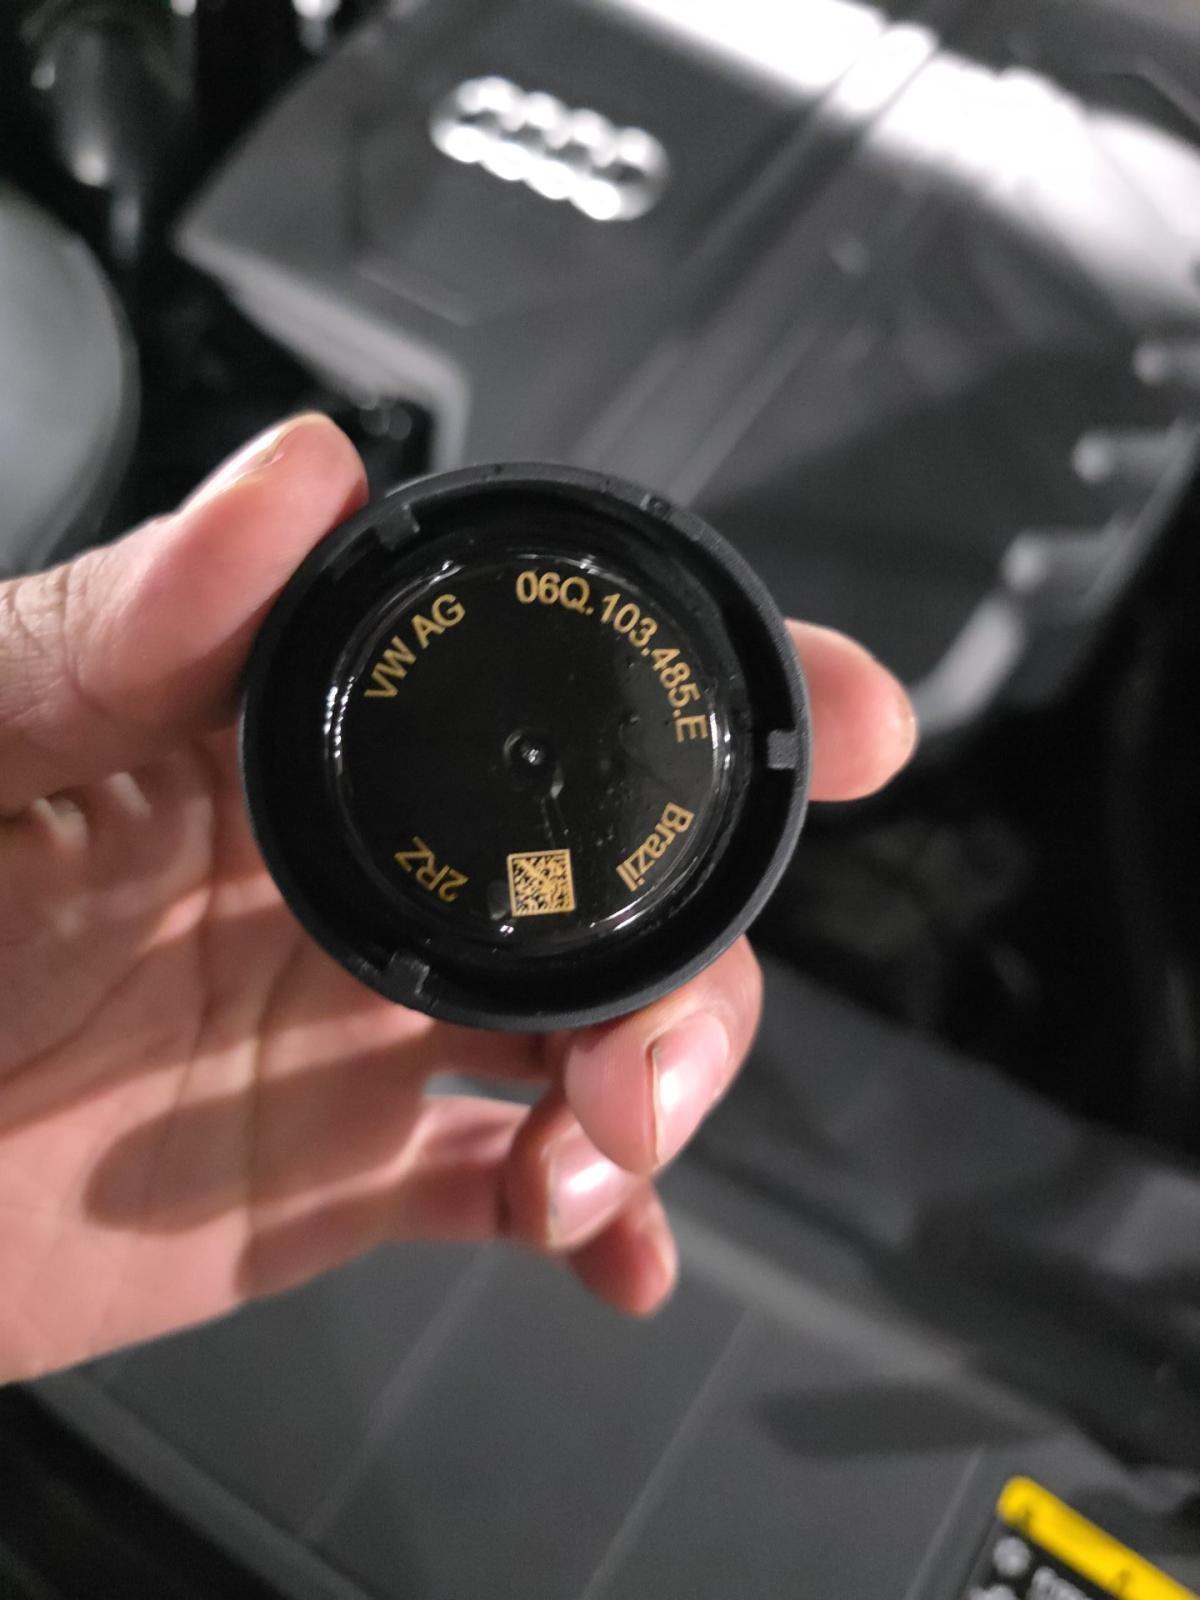 VW AG
06Q.103.485.E
Brazil
2RZ